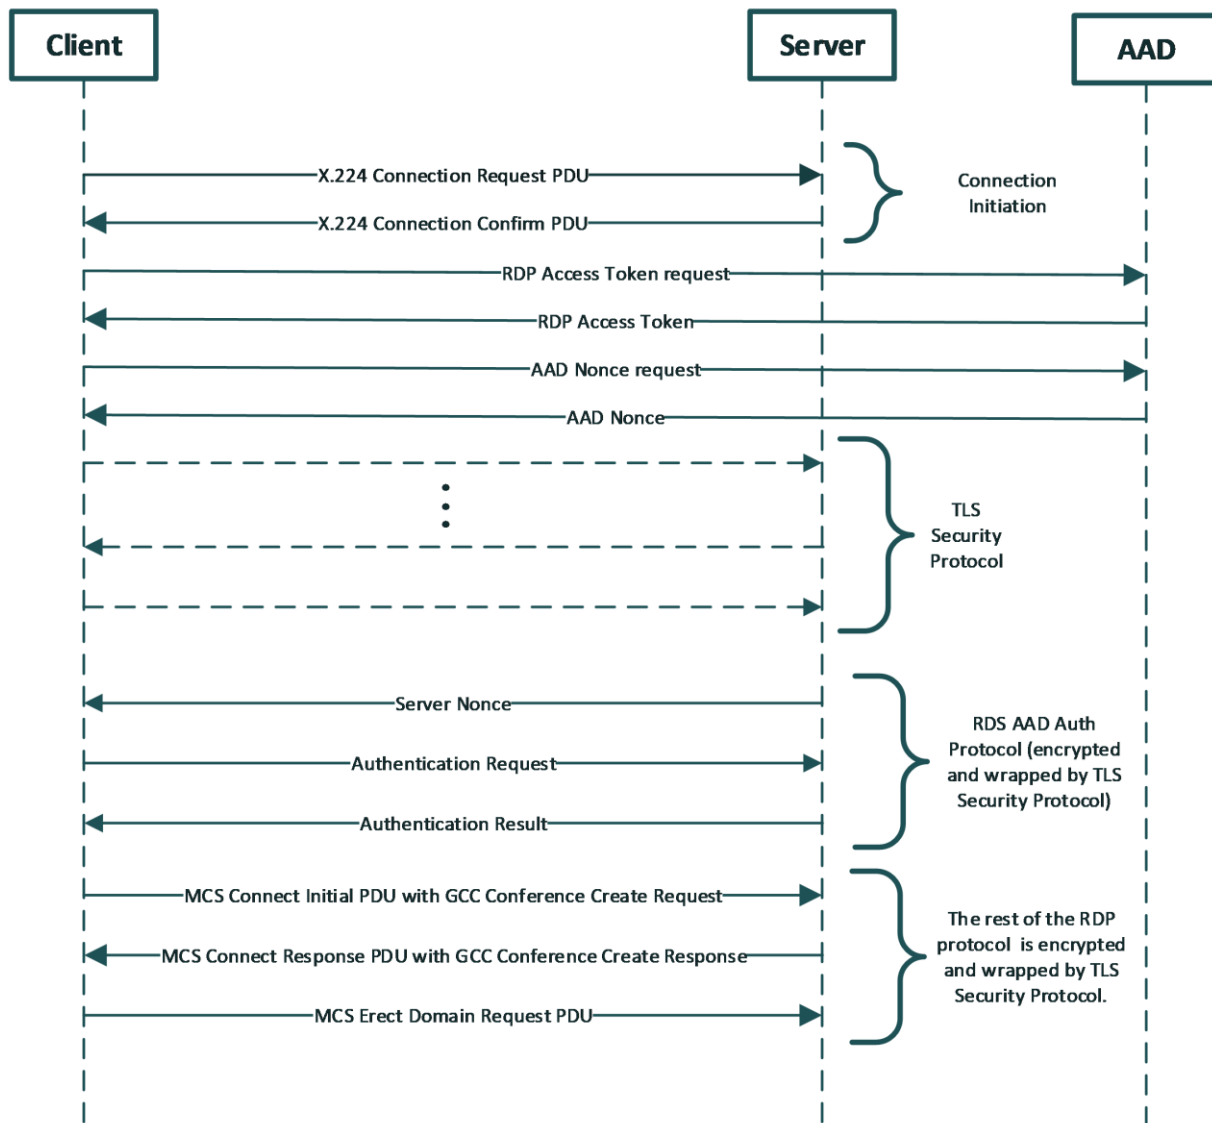 Client
Server
AAD
X.224 Connection Request PDU
Connection
Initiation
X.224 Connection Confirm PDU
RDP Access Token request
RDP Access Token
AAD Nonce request
AAD Nonce
TLS
Security
Protocol
Server Nonce
RDS AAD Auth
Protocol (encrypted
and wrapped by TLS
Security Protocol)
Authentication Request
Authentication Result
MCS Connect Initial PDU with GCC Conference Create Request
The rest of the RDP
protocol is encrypted
and wrapped by TLS
Security Protocol.
MCS Connect Response PDU with GCC Conference Create Response
MCS Erect Domain Request PDU